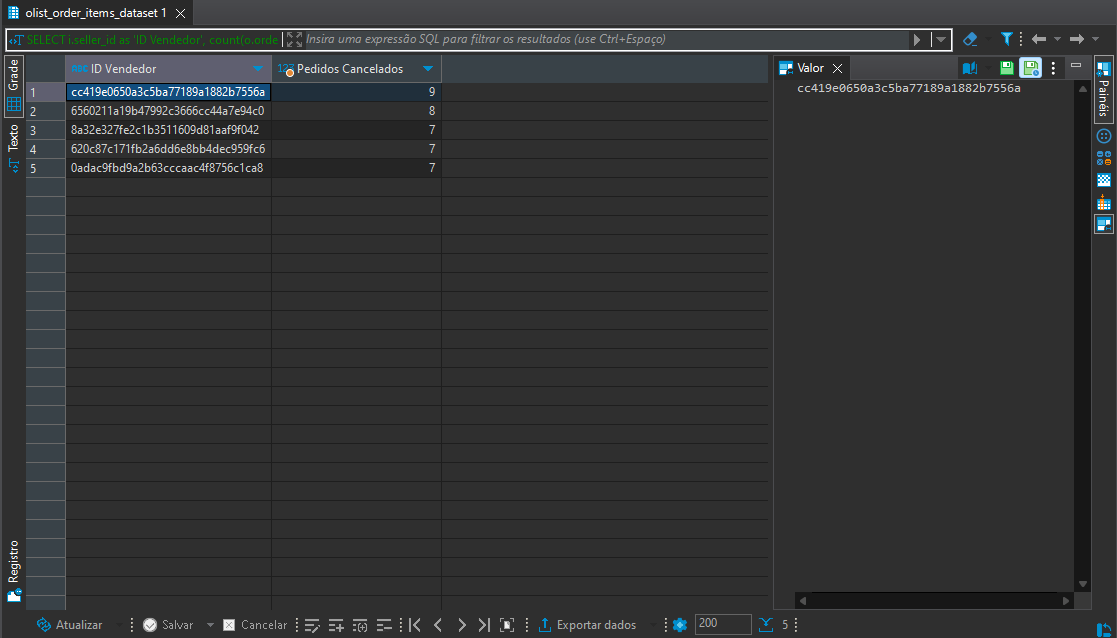 olist_order_items_dataset 1
SELECT i.seller_id as 'ID Vendedor', count(o.orde
Insira uma expressão SQL para filtrar os resultados (use Ctrl+Espaço)
Grade
Texto
Registro
ABC ID Vendedor
123 Pedidos Cancelados
1 cc419e0650a3c5ba77189a1882b7556a 9
2 6560211a19b47992c3666cc44a7e94c0 8
3 8a32e327fe2c1b3511609d81aaf9f042 7
4 620c87c171fb2a6dd6e8bb4dec959fc6 7
5 0adac9fbd9a2b63cccaac4f8756c1ca8 7
Valor
cc419e0650a3c5ba77189a1882b7556a
Painéis
Atualizar
Salvar
Cancelar
Exportar dados
200
5